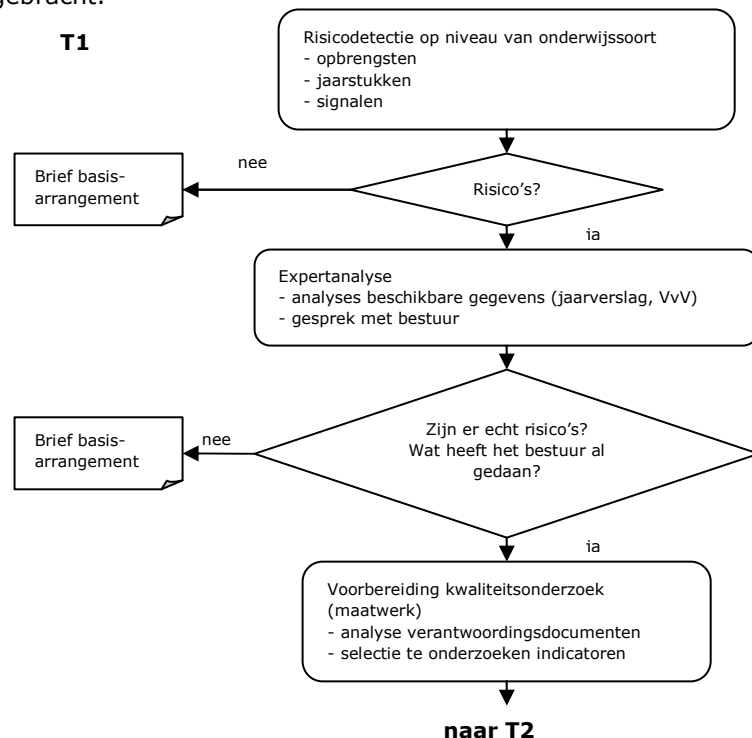 gebracht.
T1
Risicodetectie op niveau van onderwijssoort
- opbrengsten
- jaarstukken
- signalen
nee
Brief basis-
arrangement
Risico's?
ia
Expertanalyse
- analyses beschikbare gegevens (jaarverslag, VvV)
- gesprek met bestuur
Zijn er echt risico's?
Wat heeft het bestuur al
gedaan?
nee
Brief basis-
arrangement
ia
Voorbereiding kwaliteitsonderzoek
(maatwerk)
- analyse verantwoordingsdocumenten
- selectie te onderzoeken indicatoren
naar T2